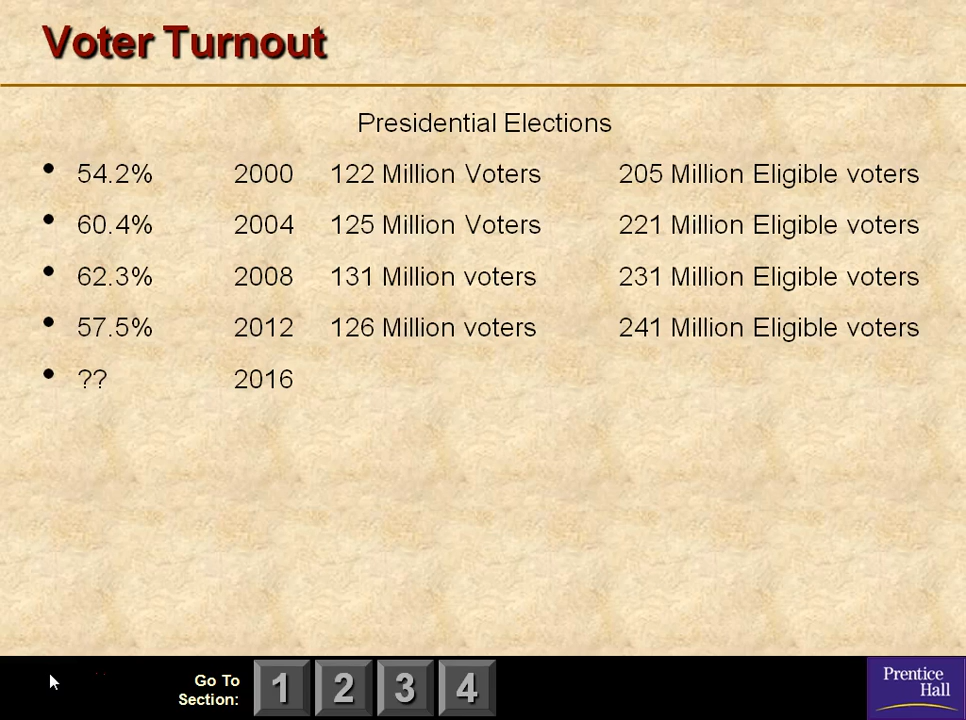 Voter Turnout
Presidential Elections
• 54.2% 2000 122 Million Voters 205 Million Eligible voters
• 60.4% 2004 125 Million Voters 221 Million Eligible voters
• 62.3% 2008 131 Million voters 231 Million Eligible voters
• 57.5% 2012 126 Million voters 241 Million Eligible voters
• ?? 2016
Go To
Section:
1 2 3 4
Prentice
Hall